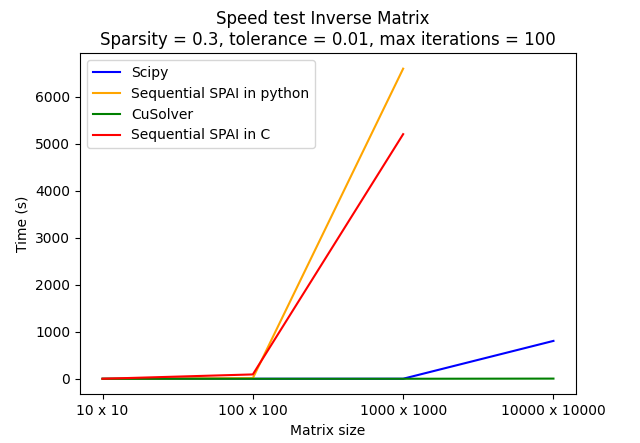 Speed test Inverse Matrix
Sparsity = 0.3, tolerance = 0.01, max iterations = 100
Scipy
Sequential SPAI in python
CuSolver
Sequential SPAI in C
Time (s)
6000
5000
4000
3000
2000
1000
0
10 x 10
100 x 100
1000 x 1000
10000 x 10000
Matrix size